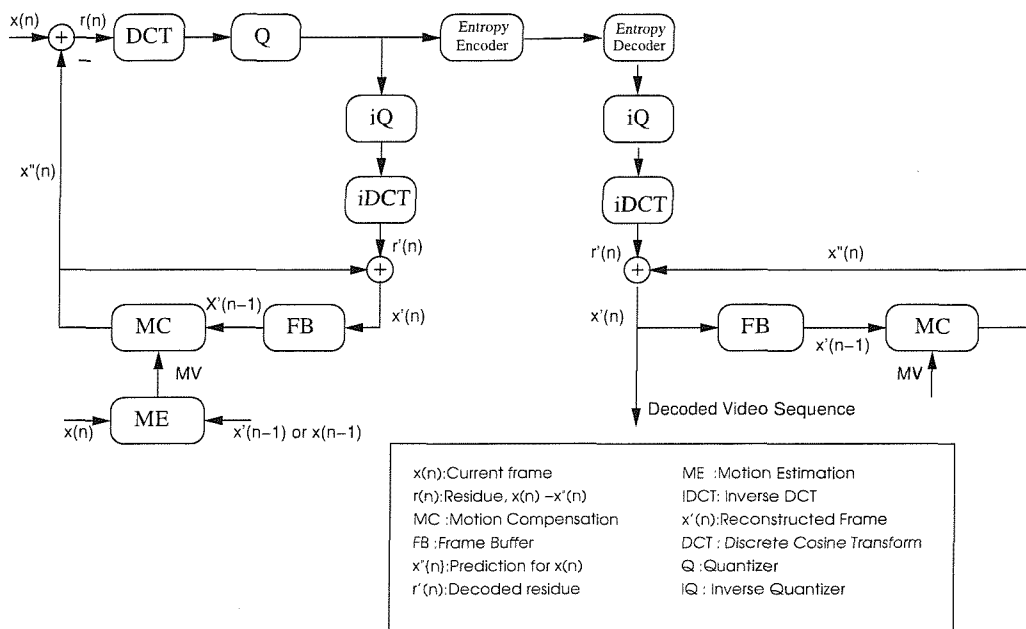 x(n)
r(n)
+
−
DCT
Q
Entropy
Encoder
Entropy
Decoder
iQ
iQ
x"(n)
iDCT
iDCT
r'(n)
r'(n)
x"(n)
+
+
X'(n−1)
x'(n)
x'(n)
MC
FB
FB
x'(n−1)
MC
MV
MV
ME
x(n)
x'(n−1) or x(n−1)
Decoded Video Sequence
x(n):Current frame
r(n):Residue, x(n) −x"(n)
MC :Motion Compensation
FB :Frame Buffer
x"{n}:Prediction for x(n)
r'(n):Decoded residue
ME :Motion Estimation
IDCT: Inverse DCT
x'(n):Reconstructed Frame
DCT : Discrete Cosine Transform
Q : Quantizer
IQ : Inverse Quantizer